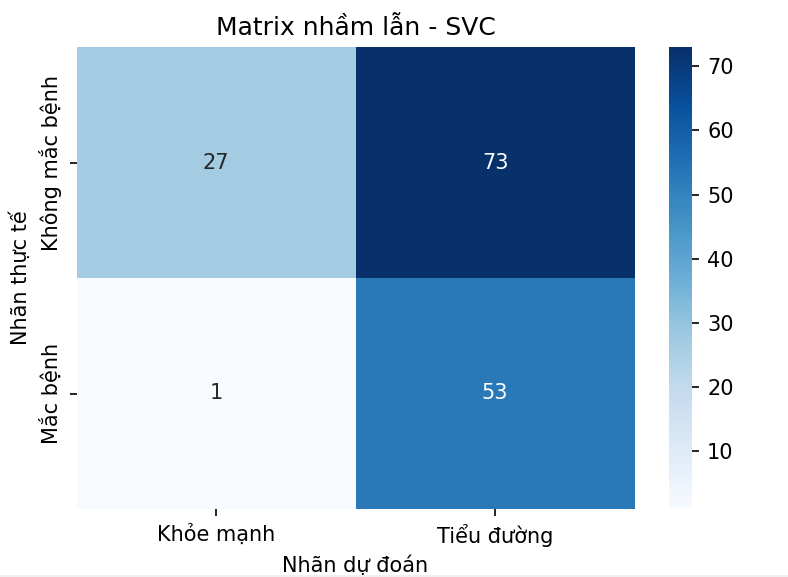 Matrix nhầm lẫn - SVC
Nhãn thực tế
Không mắc bệnh
27
73
Mắc bệnh
1
53
Khỏe mạnh
Tiểu đường
Nhãn dự đoán
70
60
50
40
30
20
10